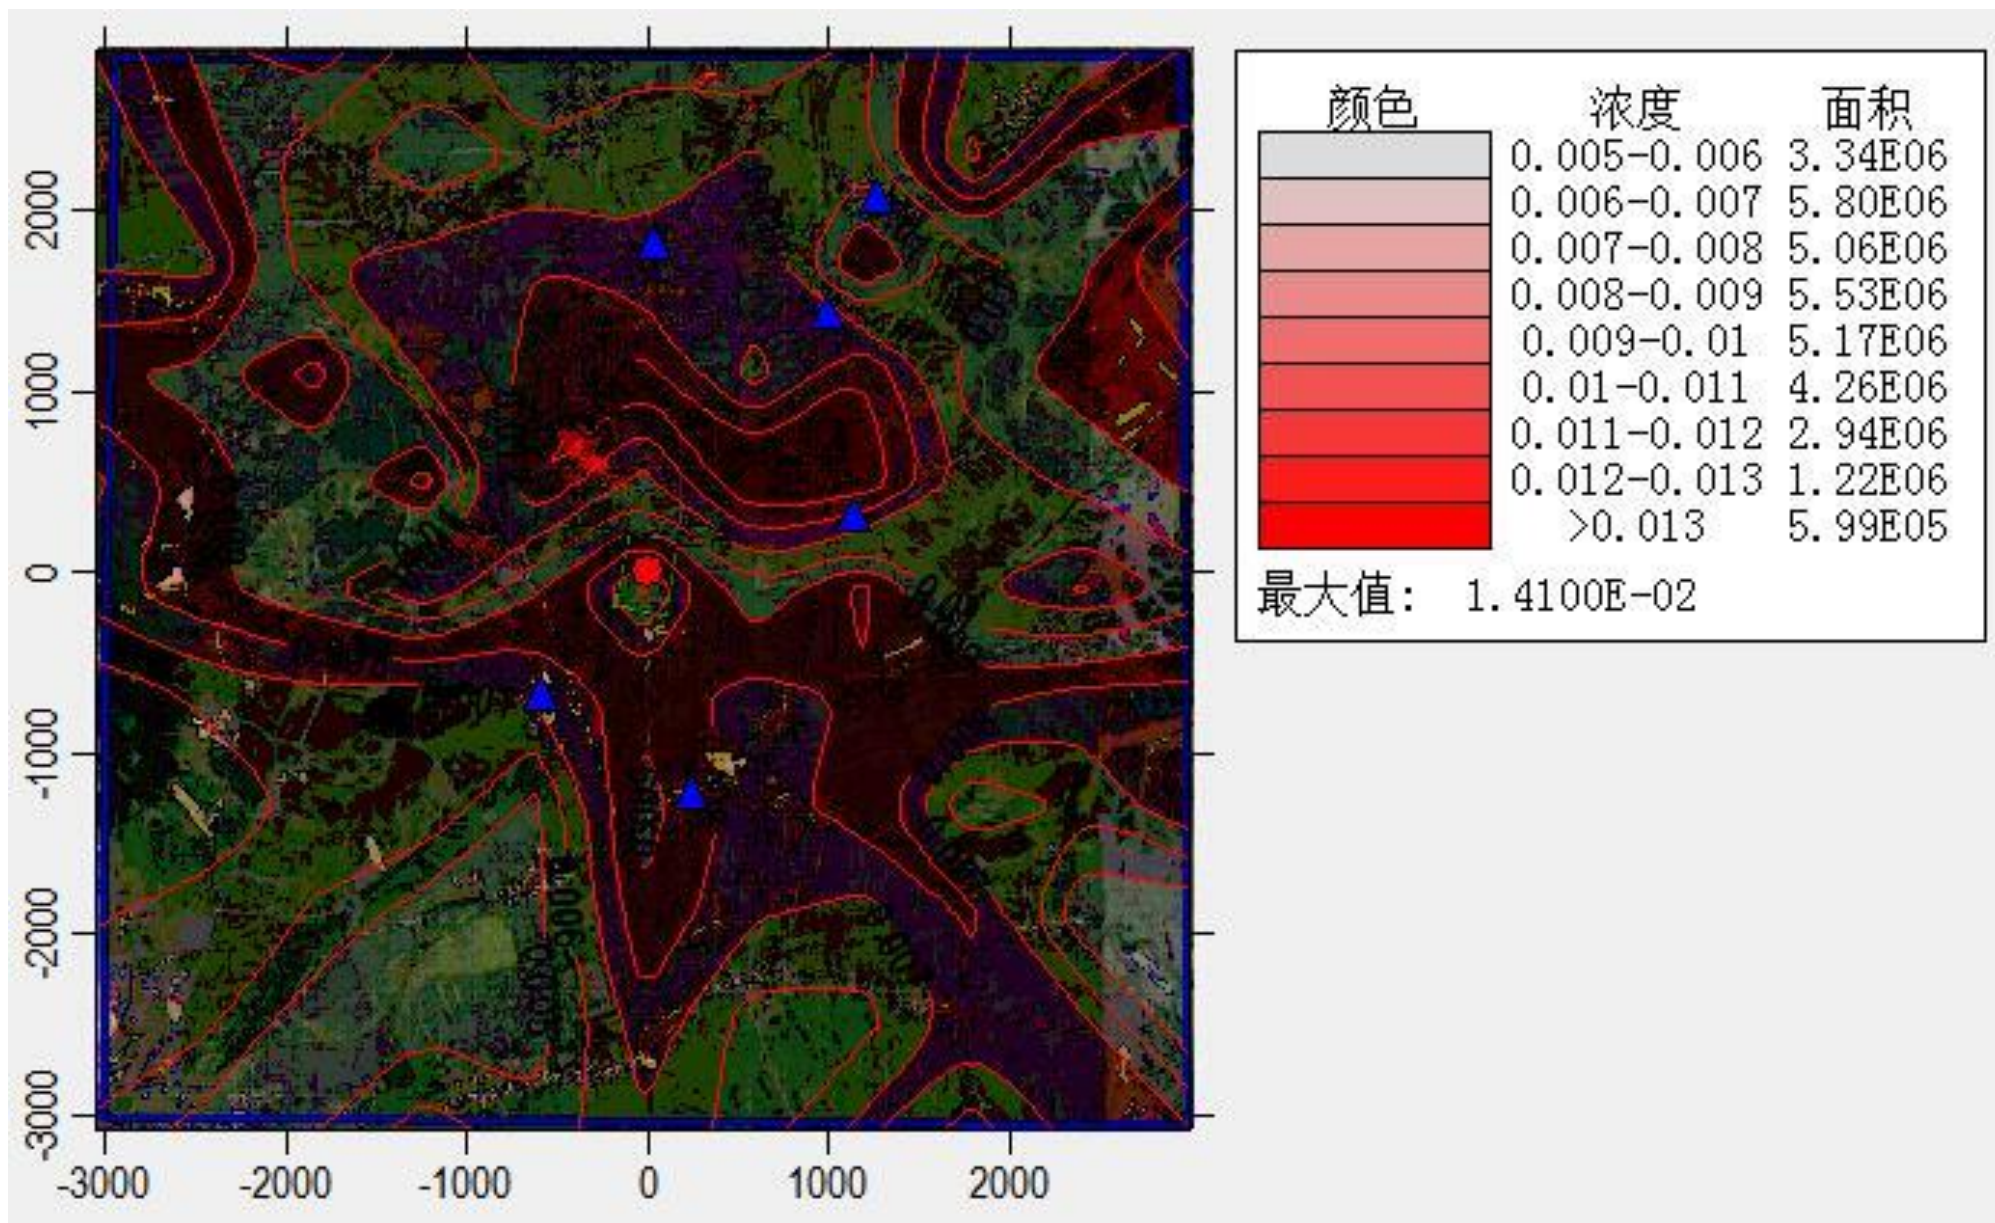 颜色 浓度 面积
0.005-0.006 3.34E06
0.006-0.007 5.80E06
0.007-0.008 5.06E06
0.008-0.009 5.53E06
0.009-0.01 5.17E06
0.01-0.011 4.26E06
0.011-0.012 2.94E06
0.012-0.013 1.22E06
>0.013 5.99E05
最大值: 1.4100E-02
2000
1000
0
-1000
-2000
-3000
-3000 -2000 -1000 0 1000 2000